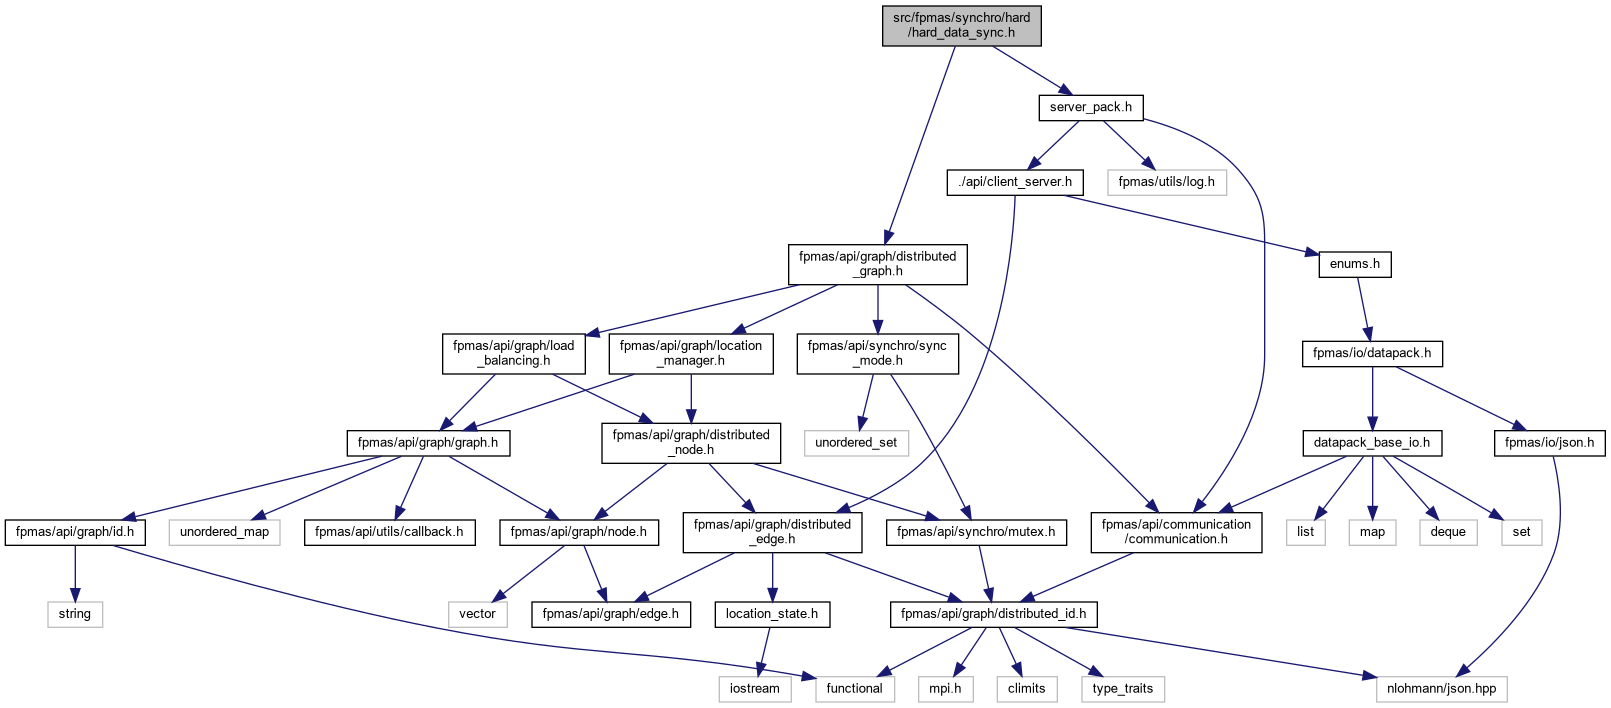 src/fpmas/synchro/hard
/hard_data_sync.h
server_pack.h
./api/client_server.h
fpmas/utils/log.h
fpmas/api/graph/distributed
_graph.h
enums.h
fpmas/api/graph/load
_balancing.h
fpmas/api/graph/location
_manager.h
fpmas/api/synchro/sync
_mode.h
fpmas/io/datapack.h
fpmas/api/graph/graph.h
fpmas/api/graph/distributed
_node.h
unordered_set
datapack_base_io.h
fpmas/io/json.h
fpmas/api/graph/id.h
unordered_map
fpmas/api/utils/callback.h
fpmas/api/graph/node.h
fpmas/api/graph/distributed
_edge.h
fpmas/api/synchro/mutex.h
fpmas/api/communication
/communication.h
list
map
deque
set
string
vector
fpmas/api/graph/edge.h
location_state.h
fpmas/api/graph/distributed_id.h
iostream
functional
mpi.h
climits
type_traits
nlohmann/json.hpp